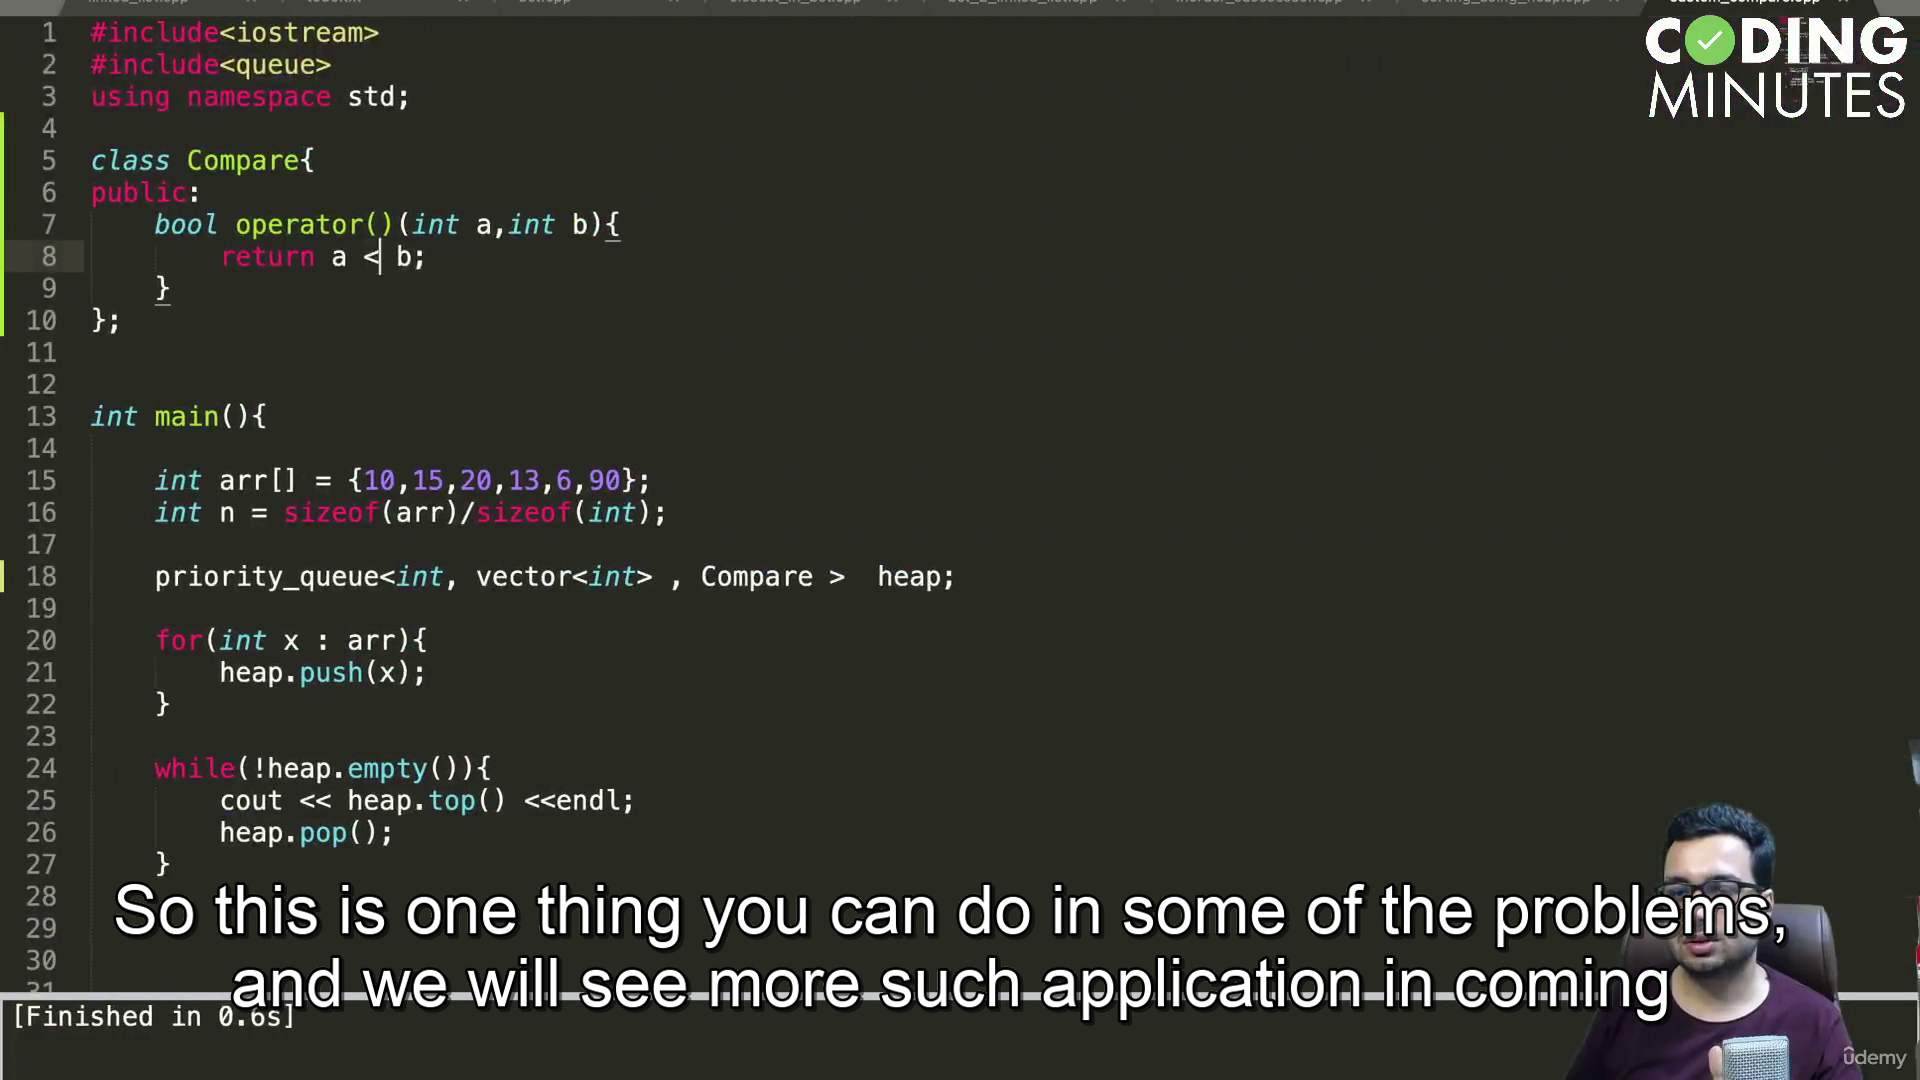 CODING
MINUTES
1 #include<iostream>
2 #include<queue>
3 using namespace std;
4
5 class Compare{
6 public:
7 bool operator()(int a,int b){
8 return a < b;
9 }
10 };
11
12
13 int main(){
14
15 int arr[] = {10,15,20,13,6,90};
16 int n = sizeof(arr)/sizeof(int);
17
18 priority_queue<int, vector<int> , Compare > heap;
19
20 for(int x : arr){
21 heap.push(x);
22 }
23
24 while(!heap.empty()){
25 cout << heap.top() <<endl;
26 heap.pop();
27 }
28
29
30
31
So this is one thing you can do in some of the problems,
and we will see more such application in coming
[Finished in 0.6s]
ûdemy